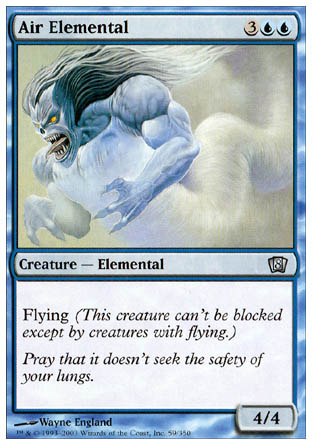 Air Elemental 3
Creature — Elemental 8
Flying (This creature can't be blocked
except by creatures with flying.)
Pray that it doesn't seek the safety of
your lungs.
Wayne England
™ & © 1993–2003 Wizards of the Coast, Inc. 59/350
4/4